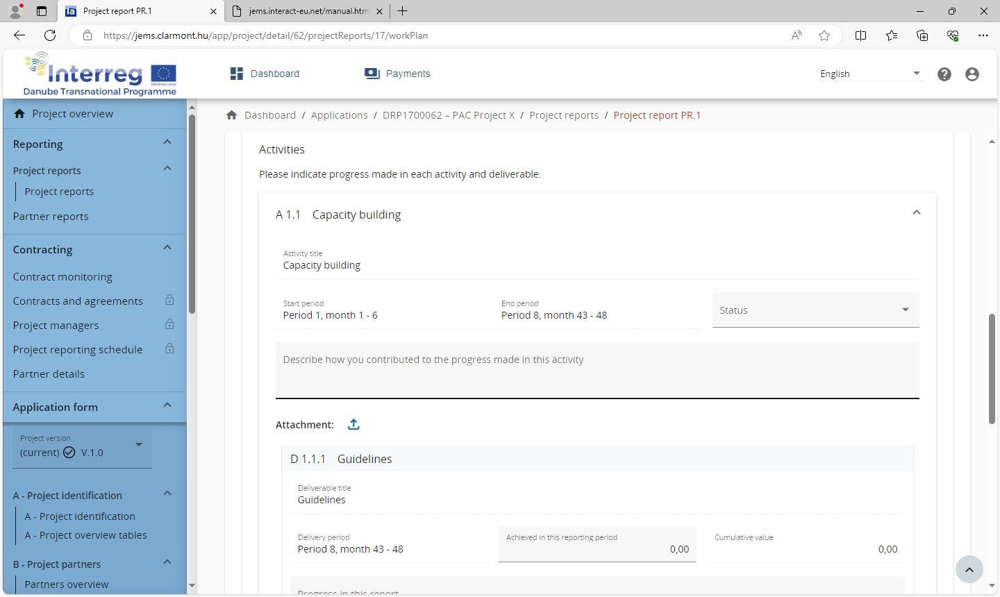 Project report PR.1
jems.interact-eu.net/manual.htm
https://jems.clarmont.hu/app/project/detail/62/projectReports/17/workPlan
Interreg
EUROPEAN UNION
Danube Transnational Programme
Dashboard
Payments
English
Project overview
Reporting
Project reports
Project reports
Partner reports
Contracting
Contract monitoring
Contracts and agreements
Project managers
Project reporting schedule
Partner details
Application form
Project version
(current) V.1.0
A - Project identification
A - Project identification
A - Project overview tables
B - Project partners
Partners overview
Dashboard / Applications / DRP1700062 – PAC Project X / Project reports / Project report PR.1
Activities
Please indicate progress made in each activity and deliverable.
A 1.1 Capacity building
Activity title
Capacity building
Start period
Period 1, month 1 - 6
End period
Period 8, month 43 - 48
Status
Describe how you contributed to the progress made in this activity
Attachment:
D 1.1.1 Guidelines
Deliverable title
Guidelines
Delivery period
Period 8, month 43 - 48
Achieved in this reporting period
0,00
Cumulative value
0,00
Progress in this report